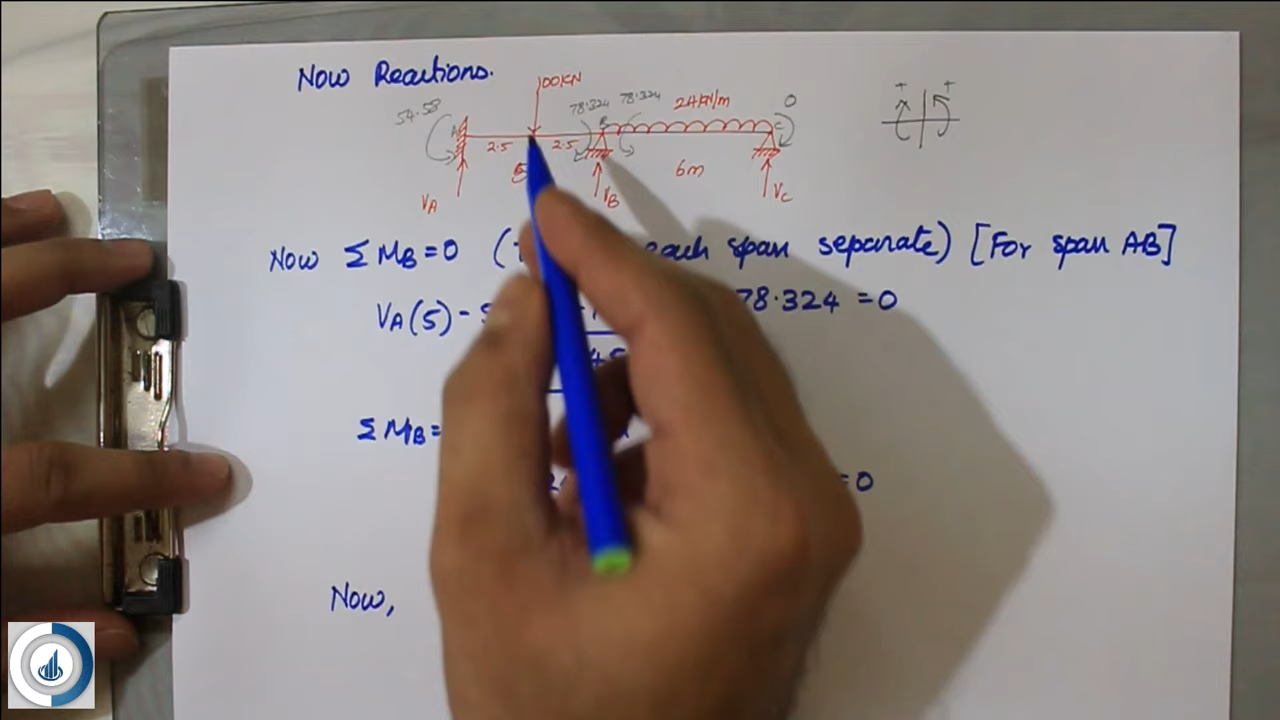 Now Reactions.
100KN
54.58
78.324 78.324
24KN/m
0
+ +
A B C
2.5 2.5
5
6m
VA VB VC
Now ΣMB=0 ( each span separate) [For span AB]
VA(5) - 78.324 =0
ΣMB=
=0
Now,